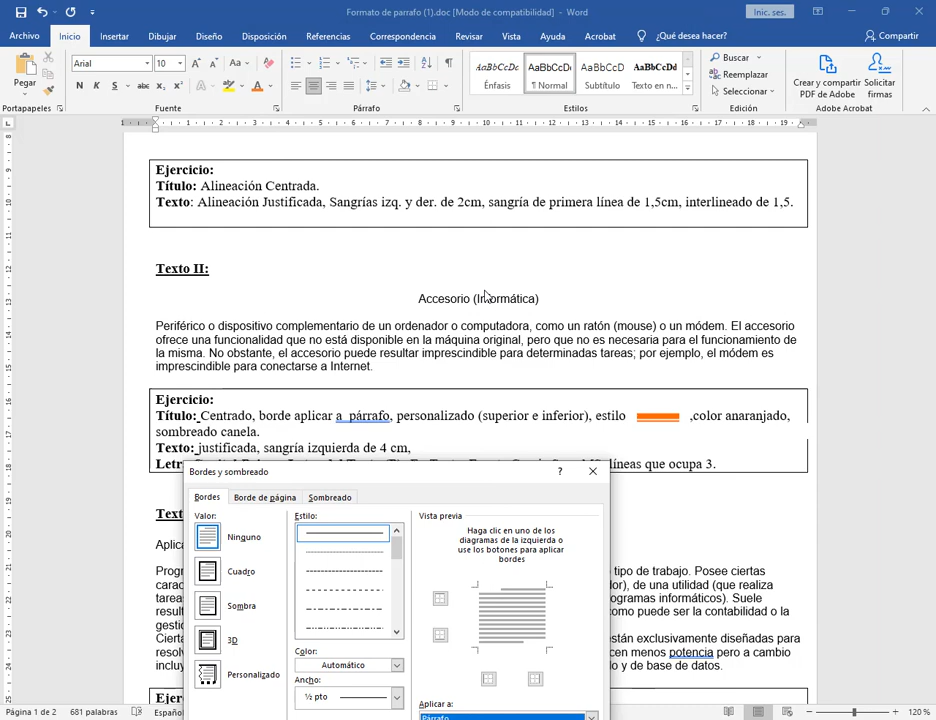 Formato de parrafo (1).doc [Modo de compatibilidad] - Word
Inic. ses.
Archivo Inicio Insertar Dibujar Diseño Disposición Referencias Correspondencia Revisar Vista Ayuda Acrobat ¿Qué desea hacer? Compartir
Pegar
Arial 10
N K S abc x₂ x²
AaBbCcDc AaBbCcDc AaBbCcD AaBbCcDd
Énfasis ¶ Normal Subtítulo Texto en n...
Buscar
Reemplazar
Seleccionar
Crear y compartir PDF de Adobe
Solicitar firmas
Portapapeles Fuente Párrafo Estilos Edición Adobe Acrobat
Ejercicio:
Título: Alineación Centrada.
Texto: Alineación Justificada, Sangrías izq. y der. de 2cm, sangría de primera línea de 1,5cm, interlineado de 1,5.
Texto II:
Accesorio (Informática)
Periférico o dispositivo complementario de un ordenador o computadora, como un ratón (mouse) o un módem. El accesorio
ofrece una funcionalidad que no está disponible en la máquina original, pero que no es necesaria para el funcionamiento de
la misma. No obstante, el accesorio puede resultar imprescindible para determinadas tareas; por ejemplo, el módem es
imprescindible para conectarse a Internet.
Ejercicio:
Título: Centrado, borde aplicar a párrafo, personalizado (superior e inferior), estilo ,color anaranjado,
sombreado canela.
Texto: justificada, sangría izquierda de 4 cm,
líneas que ocupa 3.
Bordes y sombreado
? ×
Bordes Borde de página Sombreado
Valor:
Ninguno
Cuadro
Sombra
3D
Personalizado
Estilo:
Color:
Automático
Ancho:
½ pto
Vista previa
Haga clic en uno de los
diagramas de la izquierda o
use los botones para aplicar
bordes
Aplicar a:
Párrafo
tipo de trabajo. Posee ciertas
de una utilidad (que realiza
Suele
como puede ser la contabilidad o la
están exclusivamente diseñadas para
potencia pero a cambio
y de base de datos.
Página 1 de 2 681 palabras Español
120 %